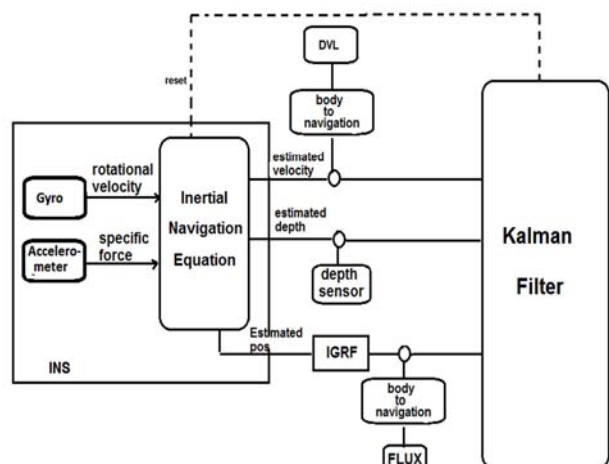 DVL
reset
body
to
navigation
estimated
velocity
rotational
velocity
Gyro
Inertial
Navigation
Equation
estimated
depth
specific
force
Accelero-
meter
Kalman
Filter
depth
sensor
Estimated
pos
IGRF
INS
body
to
navigation
FLUX